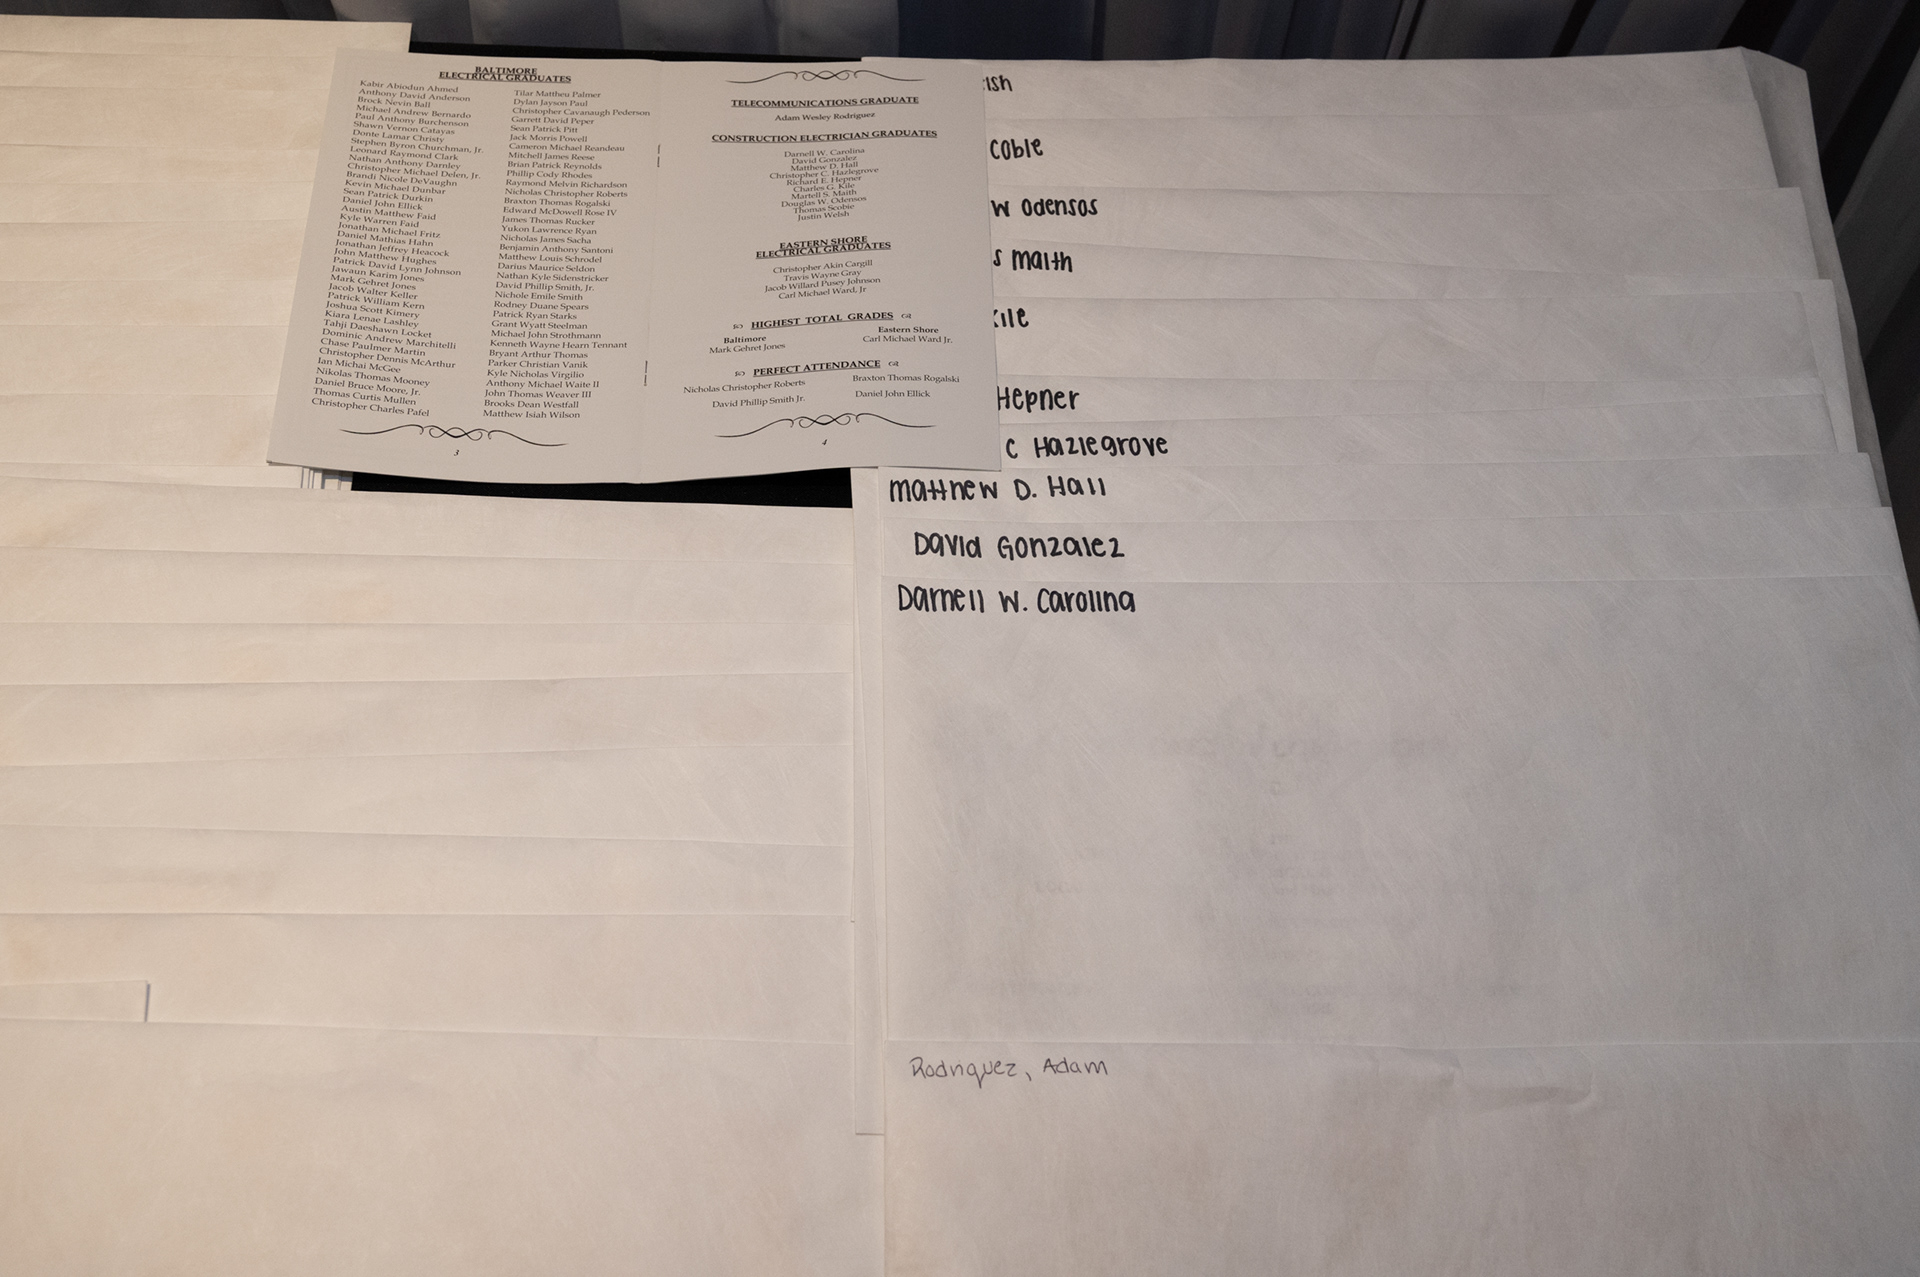 BALTIMORE
ELECTRICAL GRADUATES
Kabir Abiodun Ahmed
Anthony David Anderson
Brock Nevin Ball
Michael Andrew Bernardo
Paul Anthony Burchenson
Shawn Vernon Catayas
Donte Lamar Christy
Stephen Byron Churchman, Jr.
Leonard Raymond Clark
Nathan Anthony Darnley
Christopher Michael Delen, Jr.
Brandi Nicole DeVaughn
Kevin Michael Dunbar
Sean Patrick Durkin
Daniel John Ellick
Austin Matthew Faid
Kyle Warren Faid
Jonathan Michael Fritz
Daniel Mathias Hahn
Jonathan Jeffrey Heacock
John Matthew Hughes
Patrick David Lynn Johnson
Jawaun Karim Jones
Mark Gehret Jones
Jacob Walter Keller
Patrick William Kern
Joshua Scott Kimery
Kiara Lenae Lashley
Tahji Daeshawn Locket
Dominic Andrew Marchitelli
Chase Paulmer Martin
Christopher Dennis McArthur
Ian Michai McGee
Nikolas Thomas Mooney
Daniel Bruce Moore, Jr.
Thomas Curtis Mullen
Christopher Charles Pafel
Tilar Mattheu Palmer
Dylan Jayson Paul
Christopher Cavanaugh Pederson
Garrett David Peper
Sean Patrick Pitt
Jack Morris Powell
Cameron Michael Reandeau
Mitchell James Reese
Brian Patrick Reynolds
Phillip Cody Rhodes
Raymond Melvin Richardson
Nicholas Christopher Roberts
Braxton Thomas Rogalski
Edward McDowell Rose IV
James Thomas Rucker
Yukon Lawrence Ryan
Nicholas James Sacha
Benjamin Anthony Santoni
Matthew Louis Schrodel
Darius Maurice Seldon
Nathan Kyle Sidenstricker
David Phillip Smith, Jr.
Nichole Emile Smith
Rodney Duane Spears
Patrick Ryan Starks
Grant Wyatt Steelman
Michael John Strothmann
Kenneth Wayne Hearn Tennant
Bryant Arthur Thomas
Parker Christian Vanik
Kyle Nicholas Virgilio
Anthony Michael Waite II
John Thomas Weaver III
Brooks Dean Westfall
Matthew Isiah Wilson
3
TELECOMMUNICATIONS GRADUATE
Adam Wesley Rodriguez
CONSTRUCTION ELECTRICIAN GRADUATES
Darnell W. Carolina
David Gonzalez
Matthew D. Hall
Christopher C. Hazlegrove
Richard E. Hepner
Charles G. Kile
Martell S. Maith
Douglas W. Odensos
Thomas Scobie
Justin Welsh
EASTERN SHORE
ELECTRICAL GRADUATES
Christopher Akin Cargill
Travis Wayne Gray
Jacob Willard Pusey Johnson
Carl Michael Ward, Jr
HIGHEST TOTAL GRADES
Baltimore
Mark Gehret Jones
Eastern Shore
Carl Michael Ward Jr.
PERFECT ATTENDANCE
Nicholas Christopher Roberts
Braxton Thomas Rogalski
David Phillip Smith Jr.
Daniel John Ellick
4
coble
W Odensos
s maith
Kile
Hepner
C Hazlegrove
Matthew D. Hall
David Gonzalez
Darnell W. Carolina
Rodriguez, Adam